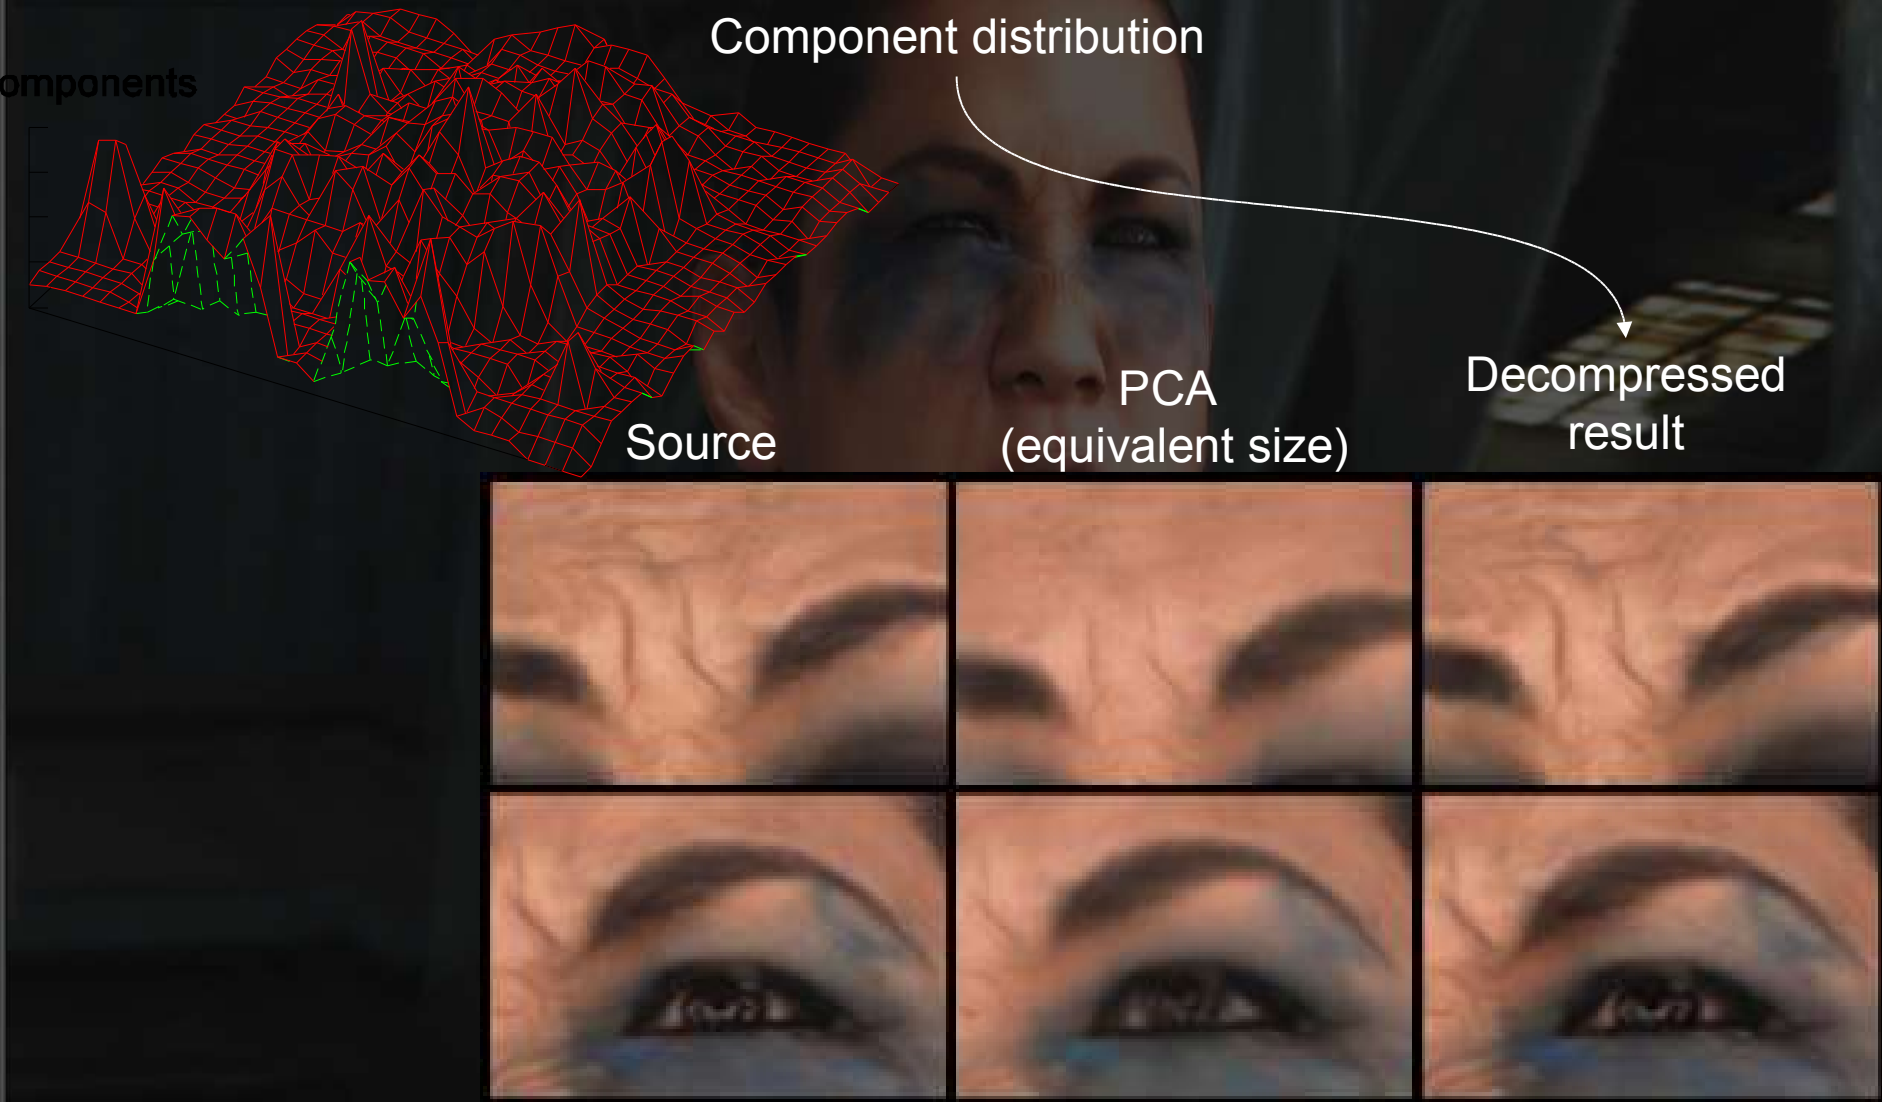 Component distribution
omponents
Source
PCA
(equivalent size)
Decompressed
result